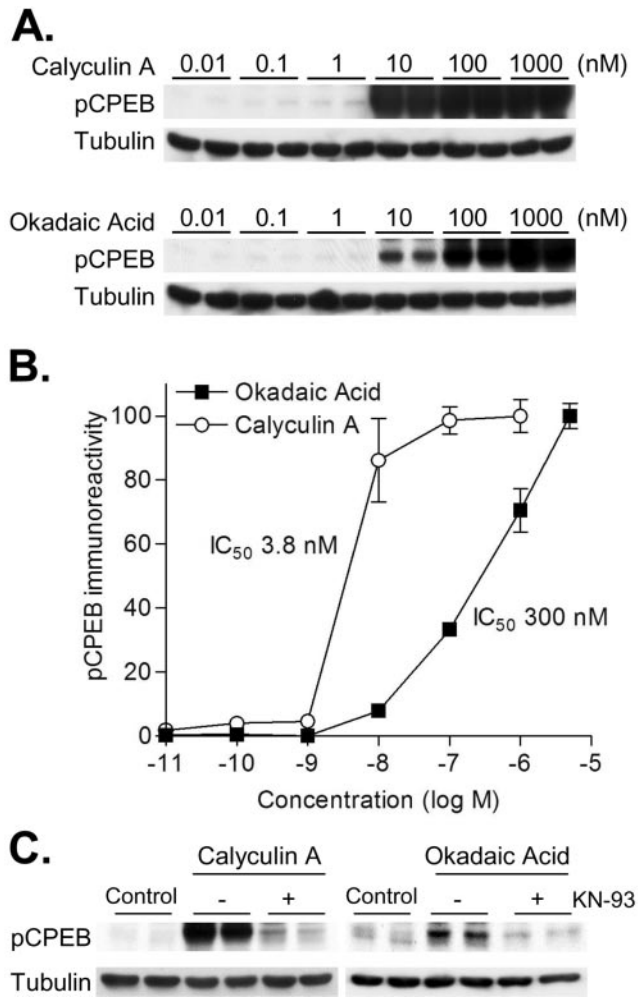 A.
Calyculin A 0.01 0.1 1 10 100 1000 (nM)
pCPEB
Tubulin
Okadaic Acid 0.01 0.1 1 10 100 1000 (nM)
pCPEB
Tubulin
B.
Okadaic Acid
Calyculin A
pCPEB immunoreactivity
100
80
60
40
20
0
IC50 3.8 nM
IC50 300 nM
-11 -10 -9 -8 -7 -6 -5
Concentration (log M)
C.
Calyculin A Okadaic Acid
Control - + Control - + KN-93
pCPEB
Tubulin